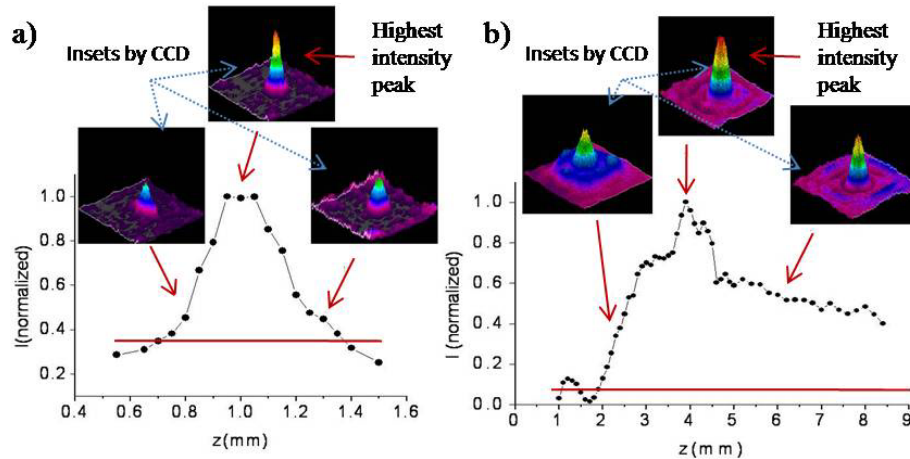 a)
Insets by CCD
Highest
intensity
peak
I(normalized)
1.0
0.8
0.6
0.4
0.2
0.4 0.6 0.8 1.0 1.2 1.4 1.6
z(mm)
b)
Insets by CCD
Highest
intensity
peak
I (normalized)
1.0
0.8
0.6
0.4
0.2
0.0
0 1 2 3 4 5 6 7 8 9
z(mm)